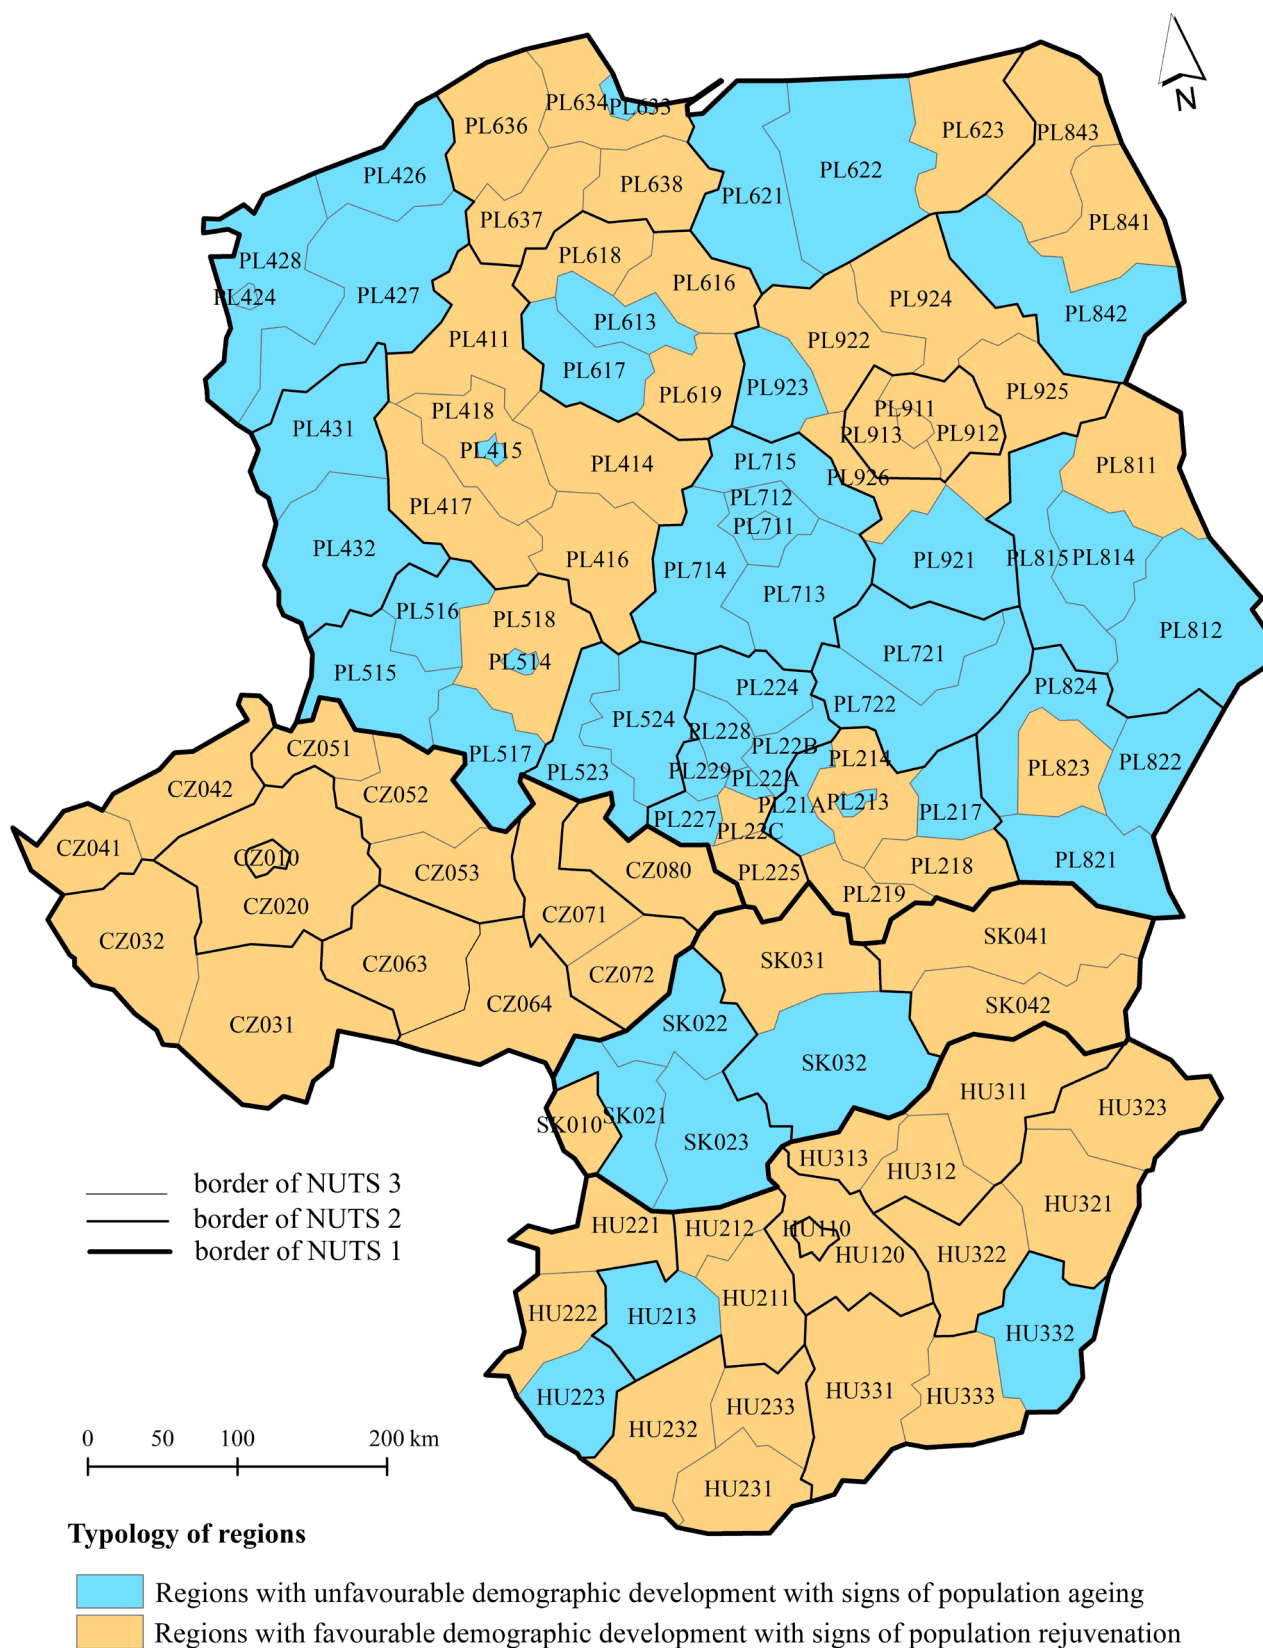 N
PL634 PL633
PL636
PL623 PL843
PL426
PL638
PL621
PL622
PL637
PL841
PL428
PL618
PL616
PL424
PL427
PL924
PL613
PL842
PL411
PL922
PL617
PL923
PL619
PL925
PL418
PL911
PL431
PL913 PL912
PL415
PL414
PL715
PL811
PL926
PL712
PL417
PL711
PL432
PL416
PL714
PL921
PL815 PL814
PL713
PL516
PL518
PL812
PL514
PL721
PL515
PL224
PL824
PL722
PL524
PL228
CZ051
PL517
PL22B
PL214
PL822
PL823
PL523
PL229
PL22A
CZ042
CZ052
PL21A PL213
PL217
PL227
PL22C
CZ041
CZ010
CZ053
CZ080
PL225
PL218
PL821
PL219
CZ020
CZ071
CZ032
SK041
CZ063
SK031
CZ072
CZ064
SK042
CZ031
SK022
SK032
HU311
HU323
SK010 SK021
SK023
HU313
HU312
border of NUTS 3
border of NUTS 2
border of NUTS 1
HU321
HU221
HU212
HU110
HU120
HU322
HU222
HU213
HU211
HU332
HU223
HU331
HU333
HU232
HU233
HU231
0 50 100 200 km
Typology of regions
Regions with unfavourable demographic development with signs of population ageing
Regions with favourable demographic development with signs of population rejuvenation